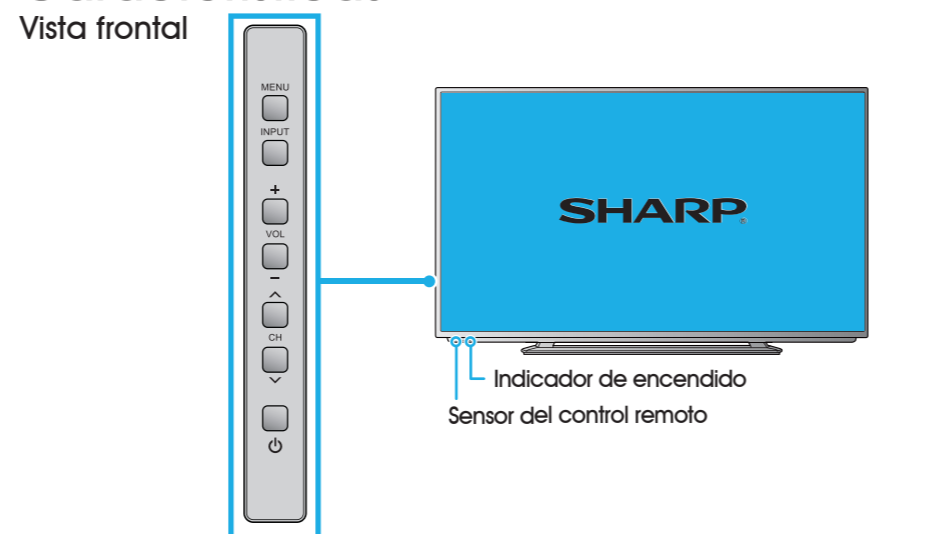 Vista frontal
MENU
INPUT
+
VOL
-
CH
SHARP
Indicador de encendido
Sensor del control remoto